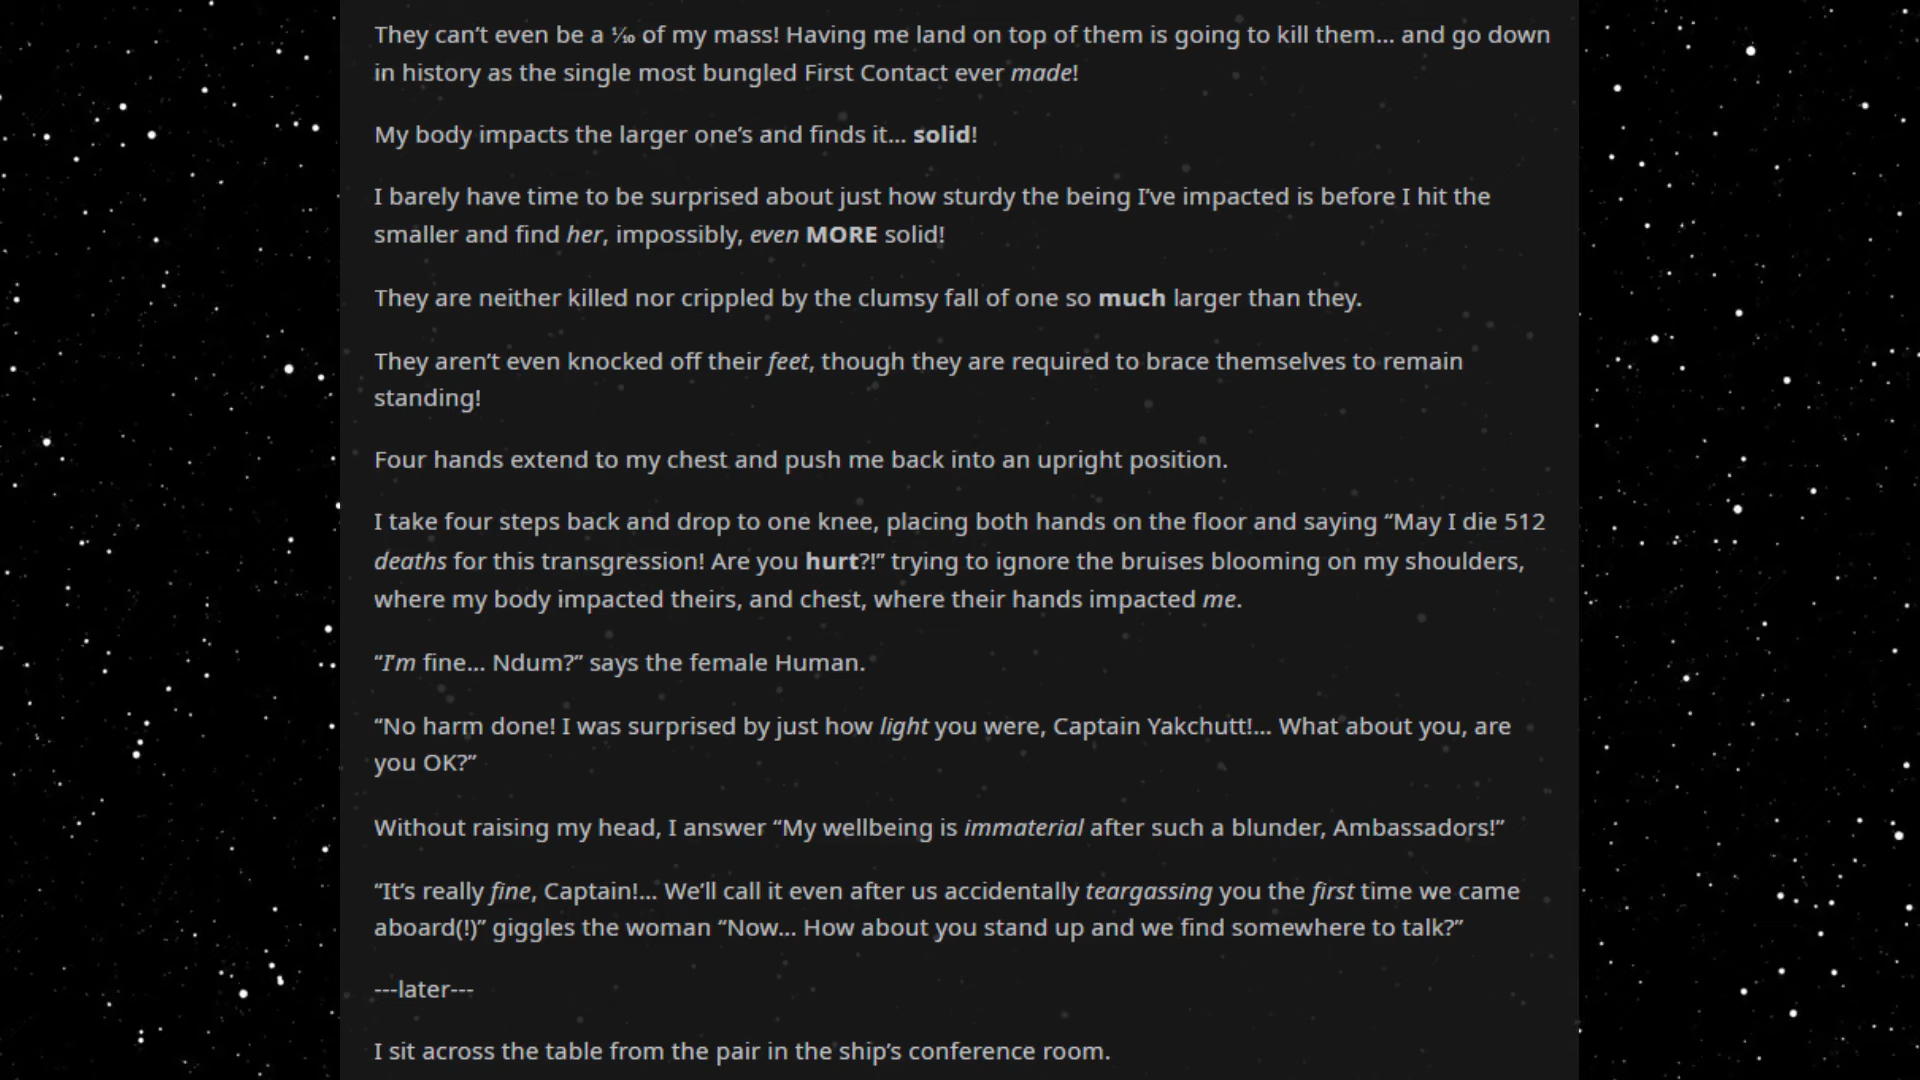 They can’t even be a ⅒ of my mass! Having me land on top of them is going to kill them… and go down
in history as the single most bungled First Contact ever made!
My body impacts the larger one’s and finds it… solid!
I barely have time to be surprised about just how sturdy the being I’ve impacted is before I hit the
smaller and find her, impossibly, even MORE solid!
They are neither killed nor crippled by the clumsy fall of one so much larger than they.
They aren’t even knocked off their feet, though they are required to brace themselves to remain
standing!
Four hands extend to my chest and push me back into an upright position.
I take four steps back and drop to one knee, placing both hands on the floor and saying “May I die 512
deaths for this transgression! Are you hurt?!” trying to ignore the bruises blooming on my shoulders,
where my body impacted theirs, and chest, where their hands impacted me.
“I’m fine… Ndum?” says the female Human.
“No harm done! I was surprised by just how light you were, Captain Yakchutt!… What about you, are
you OK?”
Without raising my head, I answer “My wellbeing is immaterial after such a blunder, Ambassadors!”
“It’s really fine, Captain!… We’ll call it even after us accidentally teargassing you the first time we came
aboard(!)” giggles the woman “Now… How about you stand up and we find somewhere to talk?”
---later---
I sit across the table from the pair in the ship’s conference room.